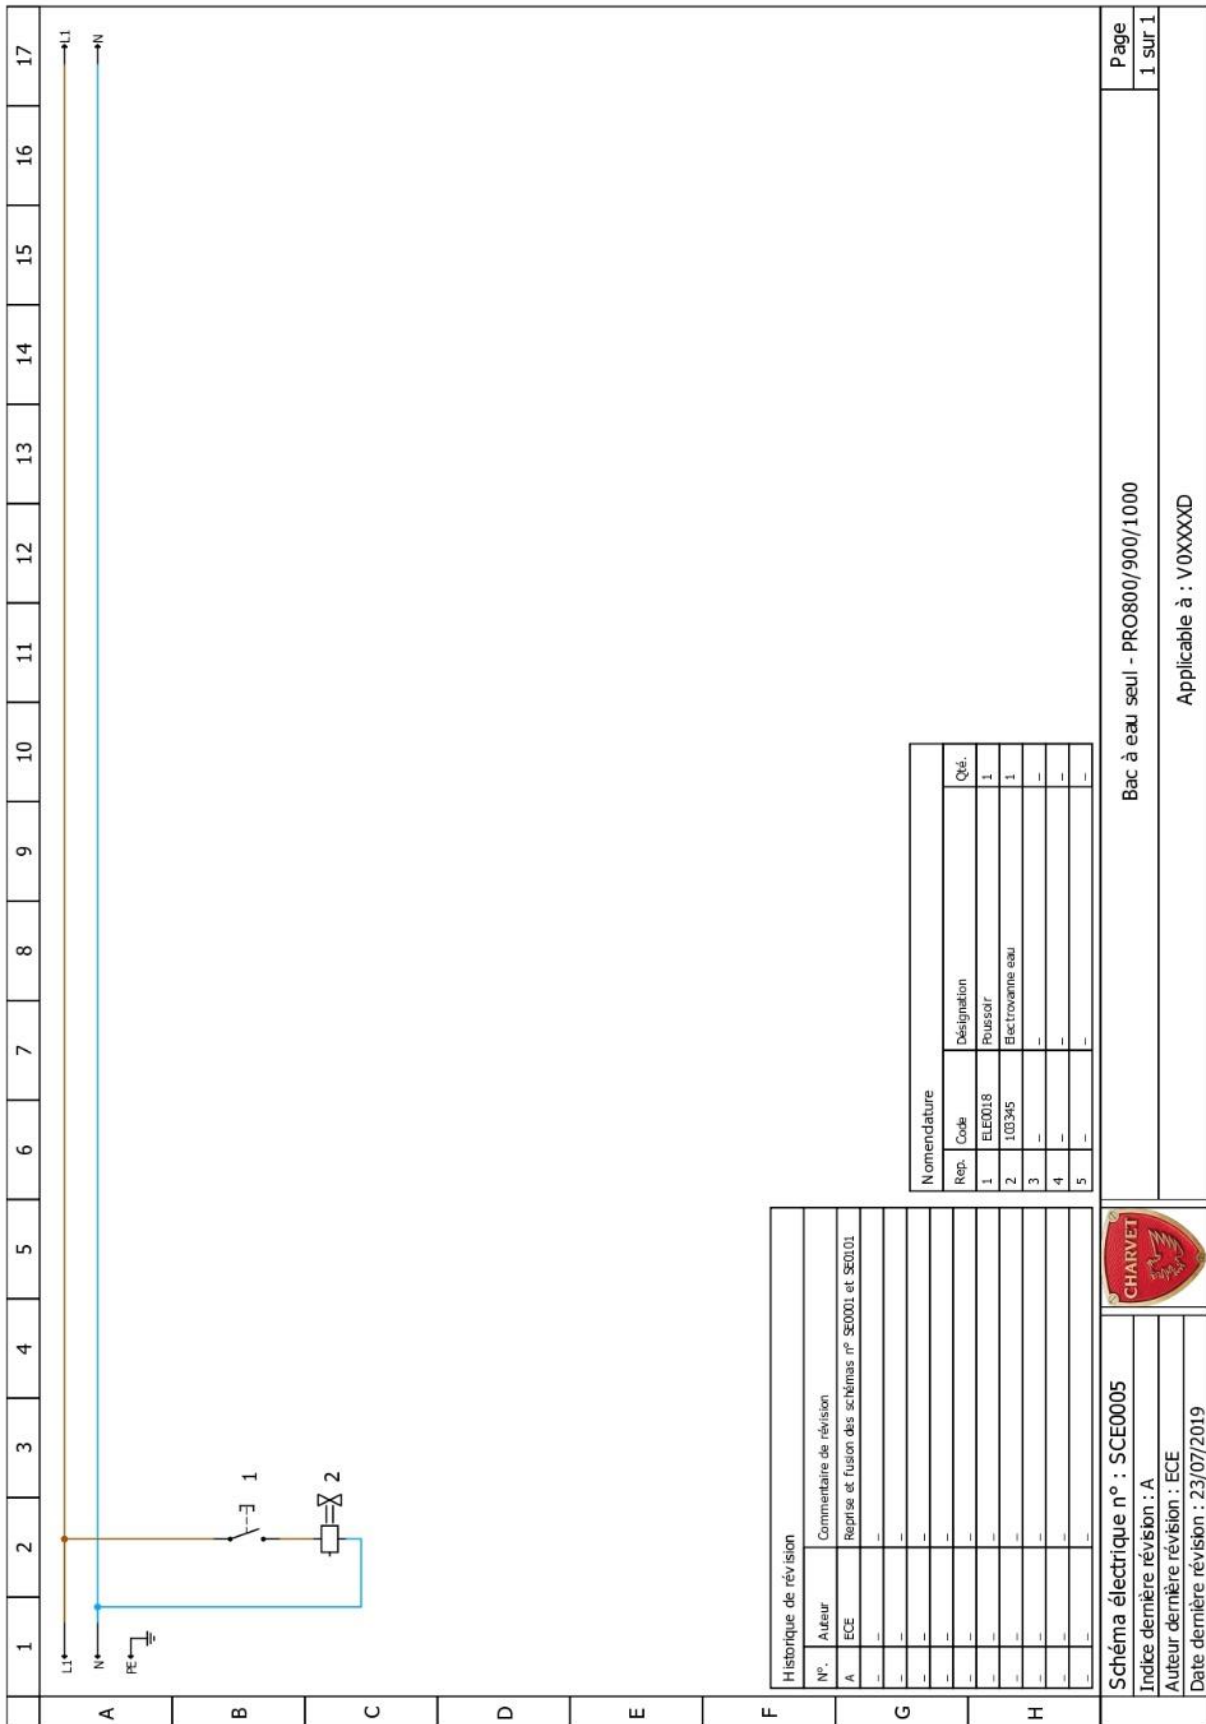 1 2 3 4 5 6 7 8 9 10 11 12 13 14 15 16 17
A
L1 L1
N N
PE
B
1
C
2
D
E
F
G
H
Historique de révision
N°. Auteur Commentaire de révision
A ECE Reprise et fusion des schémas n° SE0001 et SE0101
– – –
– – –
– – –
– – –
– – –
– – –
– – –
– – –
– – –
Nomenclature
Rep. Code Désignation Qté.
1 ELE0018 Poussoir 1
2 103345 Electrovanne eau 1
3 – – –
4 – – –
5 – – –
Schéma électrique n° : SCE0005
Indice dernière révision : A
Auteur dernière révision : ECE
Date dernière révision : 23/07/2019
CHARVET
Bac à eau seul - PRO800/900/1000
Applicable à : V0XXXXD
Page
1 sur 1